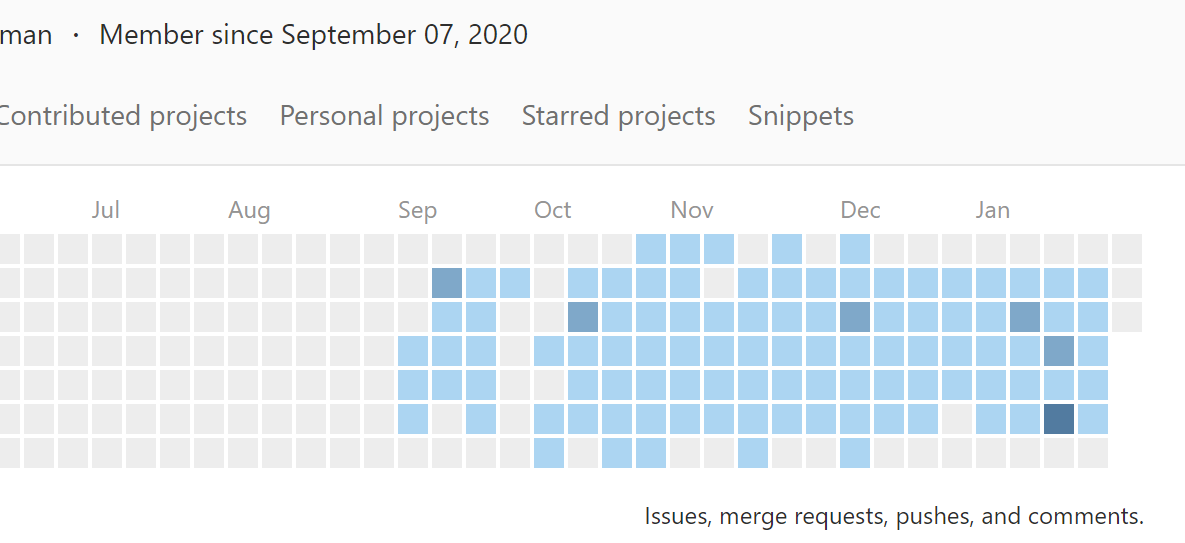 man · Member since September 07, 2020
Contributed projects Personal projects Starred projects Snippets
Jul Aug Sep Oct Nov Dec Jan
Issues, merge requests, pushes, and comments.